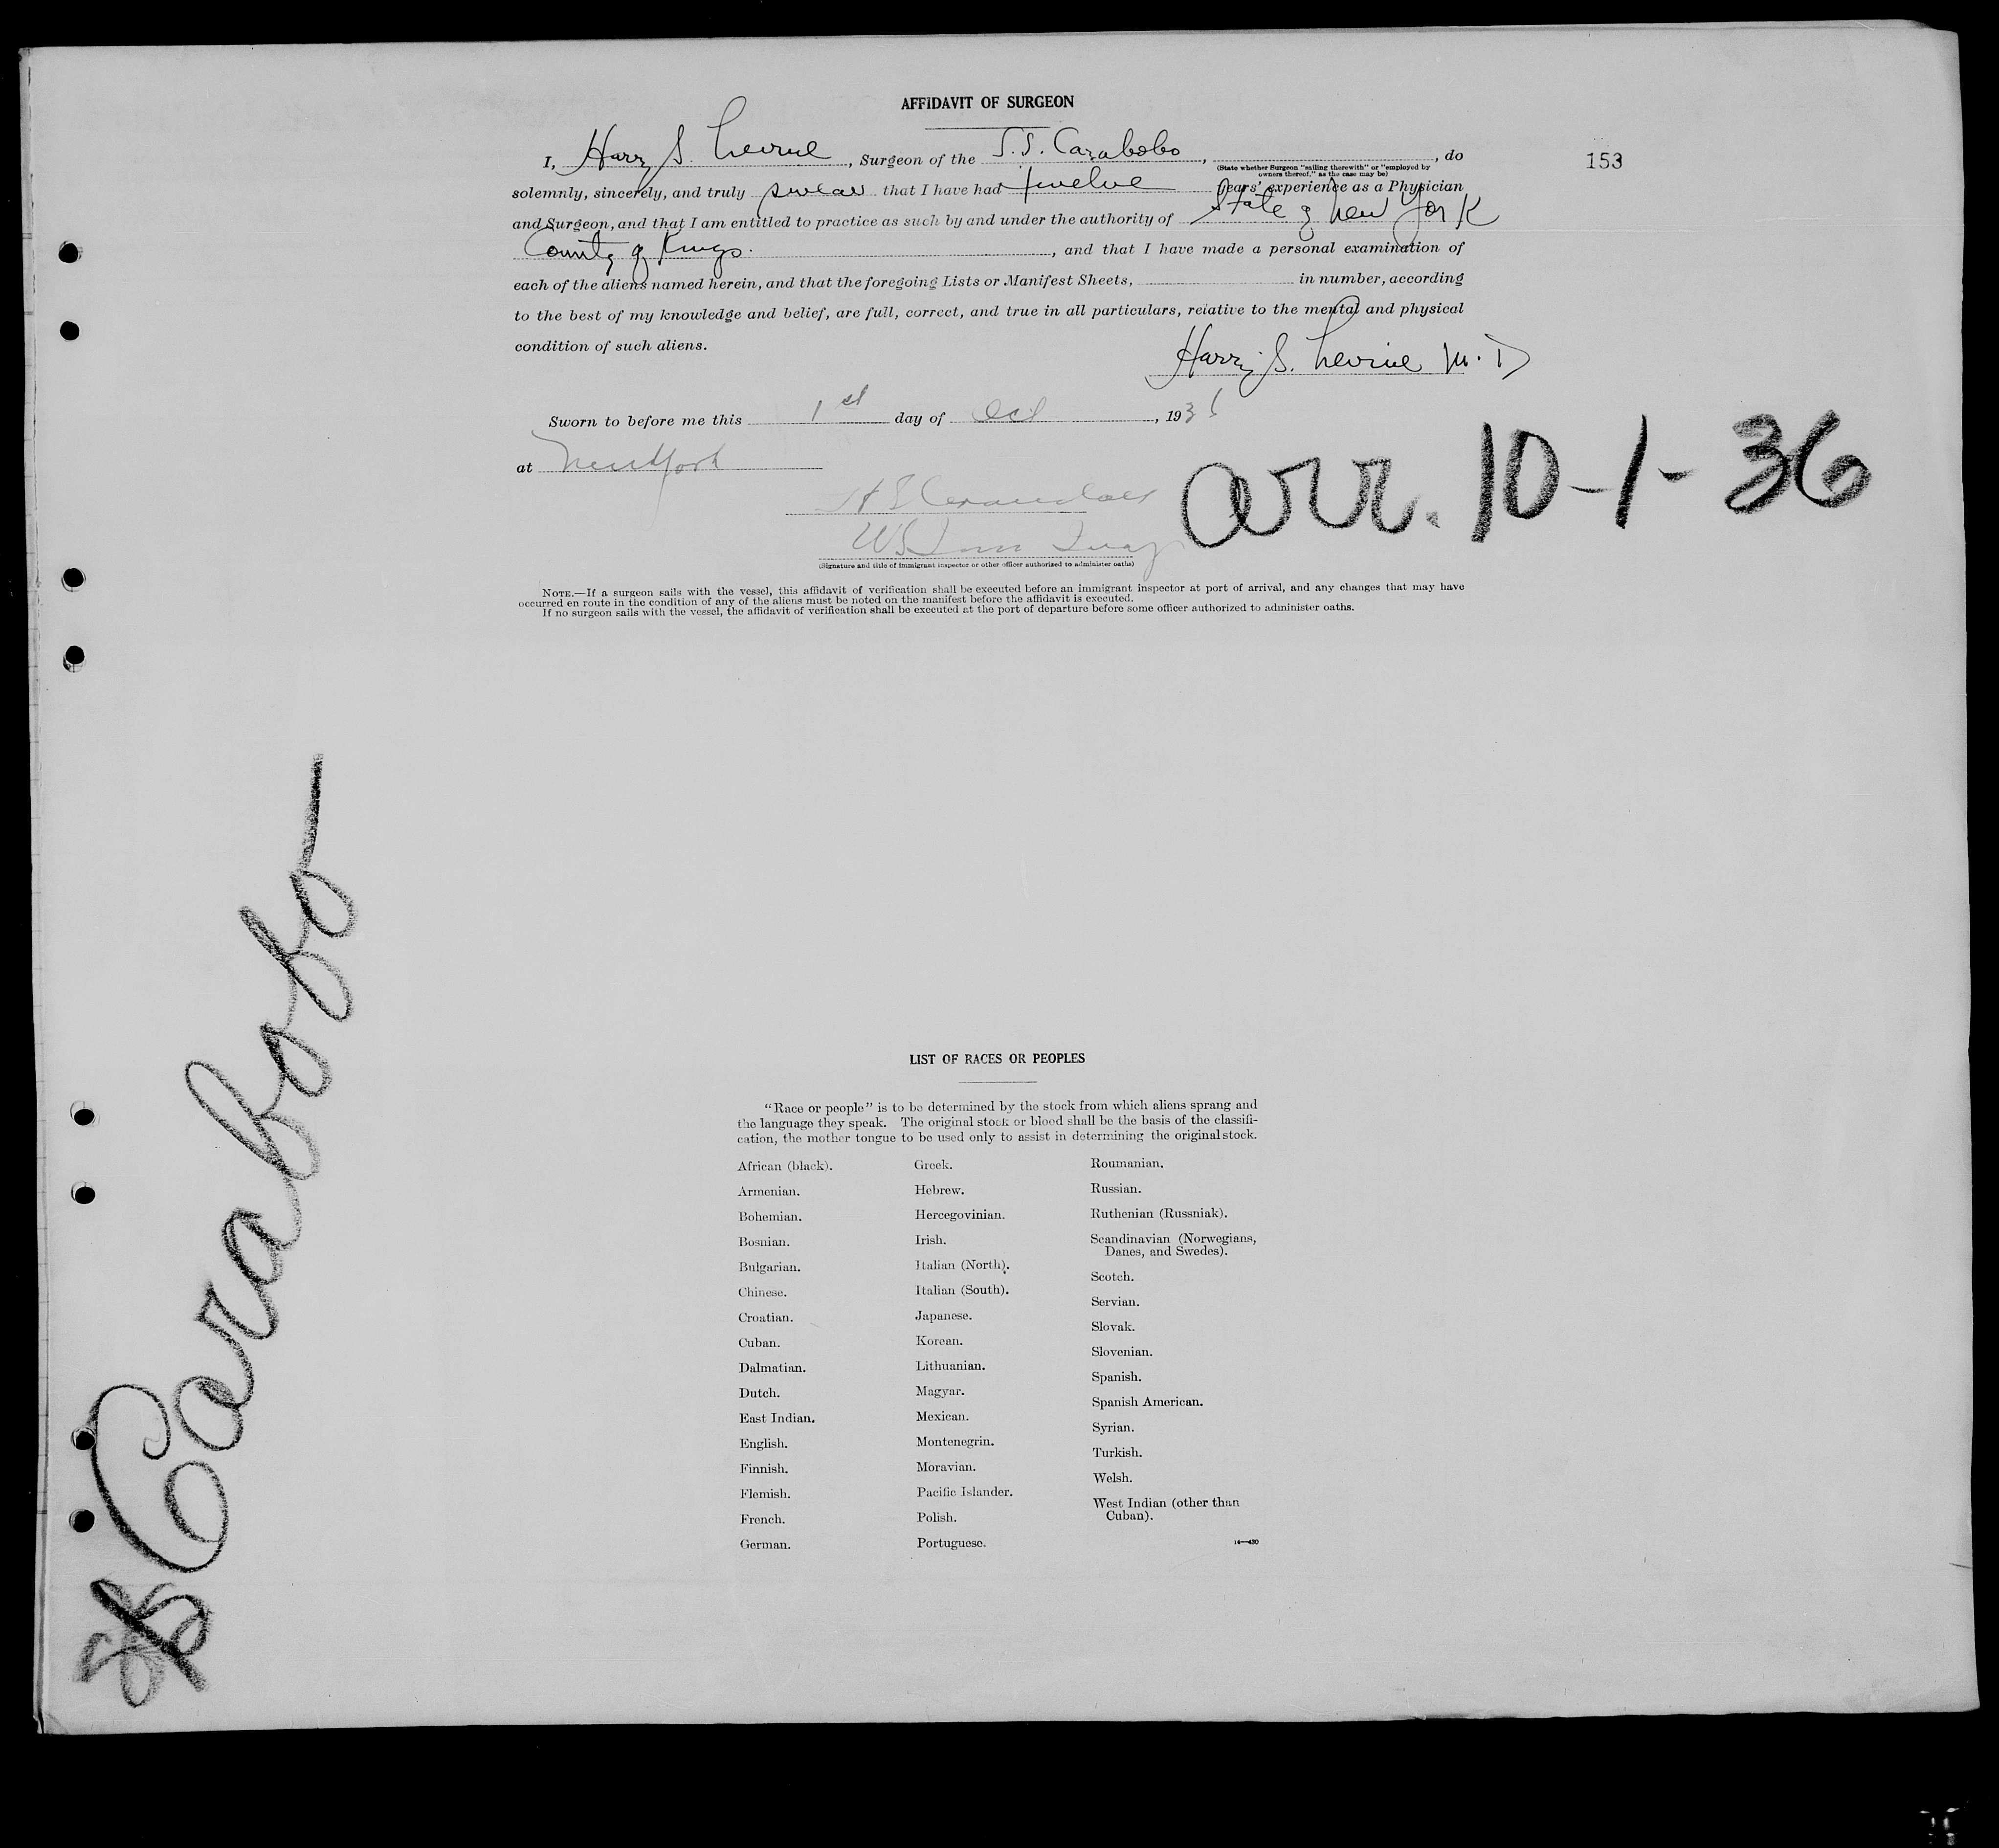 AFFIDAVIT OF SURGEON
153
I, Harry S. Levine, Surgeon of the S.S. Carabobo, , do
(State whether Surgeon "sailing therewith" or "employed by
owners thereof," as the case may be)
solemnly, sincerely, and truly swear that I have had twelve years' experience as a Physician
and Surgeon, and that I am entitled to practice as such by and under the authority of State of New York
County of Kings. , and that I have made a personal examination of
each of the aliens named herein, and that the foregoing Lists or Manifest Sheets, in number, according
to the best of my knowledge and belief, are full, correct, and true in all particulars, relative to the mental and physical
condition of such aliens.
Harry S. Levine M.D
Sworn to before me this 1st day of Oct , 1936
at New York
arr. 10-1-36
(Signature and title of immigrant inspector or other officer authorized to administer oaths)
NOTE.—If a surgeon sails with the vessel, this affidavit of verification shall be executed before an immigrant inspector at port of arrival, and any changes that may have
occurred en route in the condition of any of the aliens must be noted on the manifest before the affidavit is executed.
If no surgeon sails with the vessel, the affidavit of verification shall be executed at the port of departure before some officer authorized to administer oaths.
SS Carabobo
LIST OF RACES OR PEOPLES
"Race or people" is to be determined by the stock from which aliens sprang and
the language they speak. The original stock or blood shall be the basis of the classifi-
cation, the mother tongue to be used only to assist in determining the original stock.
African (black).
Armenian.
Bohemian.
Bosnian.
Bulgarian.
Chinese.
Croatian.
Cuban.
Dalmatian.
Dutch.
East Indian.
English.
Finnish.
Flemish.
French.
German.
Greek.
Hebrew.
Hercegovinian.
Irish.
Italian (North).
Italian (South).
Japanese.
Korean.
Lithuanian.
Magyar.
Mexican.
Montenegrin.
Moravian.
Pacific Islander.
Polish.
Portuguese.
Roumanian.
Russian.
Ruthenian (Russniak).
Scandinavian (Norwegians,
Danes, and Swedes).
Scotch.
Servian.
Slovak.
Slovenian.
Spanish.
Spanish American.
Syrian.
Turkish.
Welsh.
West Indian (other than
Cuban).
14—430